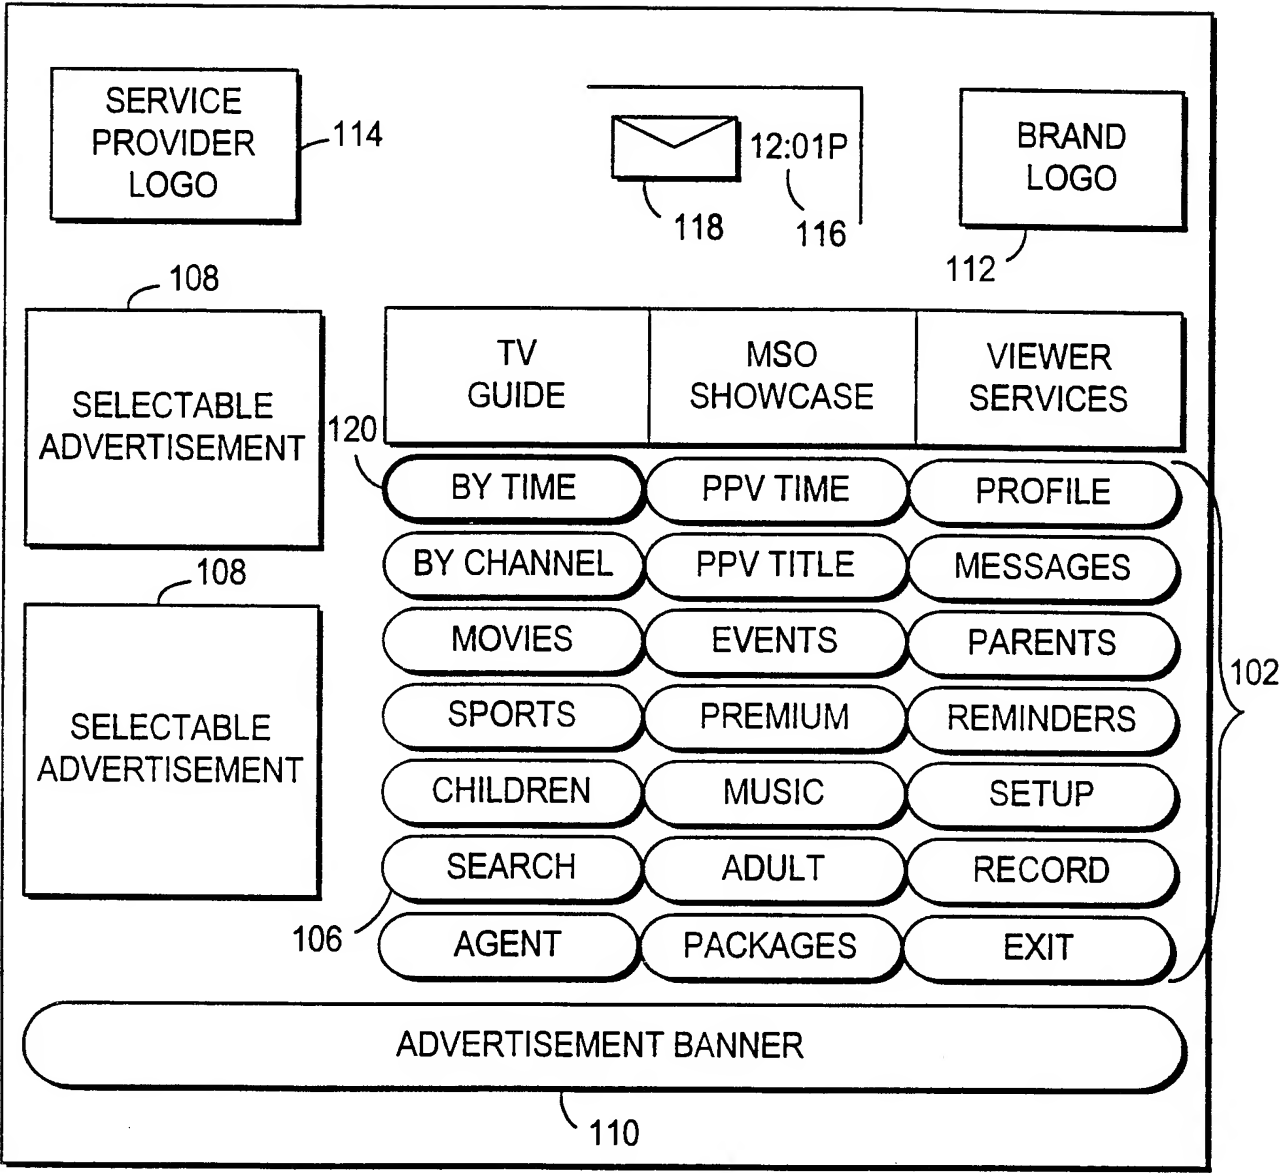 SERVICE
PROVIDER
LOGO
114
12:01P
118
116
BRAND
LOGO
112
108
SELECTABLE
ADVERTISEMENT
108
SELECTABLE
ADVERTISEMENT
TV
GUIDE
MSO
SHOWCASE
VIEWER
SERVICES
120
BY TIME
PPV TIME
PROFILE
BY CHANNEL
PPV TITLE
MESSAGES
MOVIES
EVENTS
PARENTS
SPORTS
PREMIUM
REMINDERS
CHILDREN
MUSIC
SETUP
SEARCH
ADULT
RECORD
AGENT
PACKAGES
EXIT
102
106
ADVERTISEMENT BANNER
110